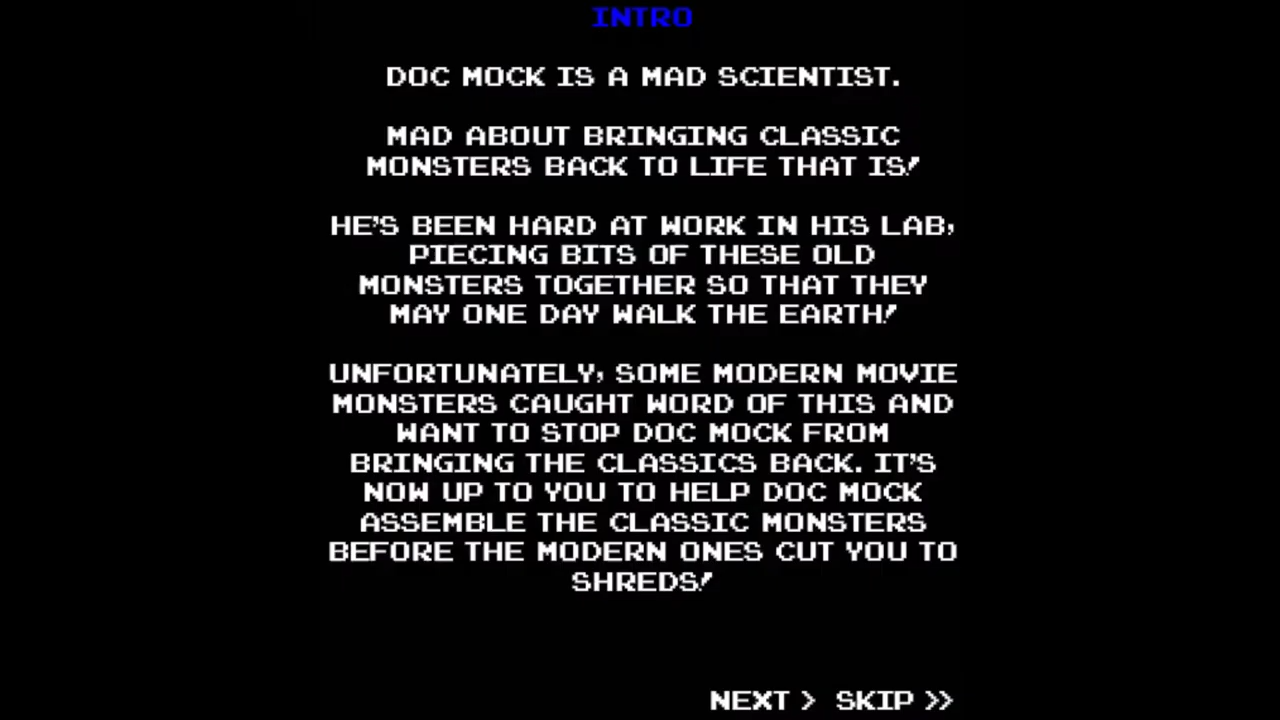 INTRO
DOC MOCK IS A MAD SCIENTIST.
MAD ABOUT BRINGING CLASSIC
MONSTERS BACK TO LIFE THAT IS!
HE'S BEEN HARD AT WORK IN HIS LAB,
PIECING BITS OF THESE OLD
MONSTERS TOGETHER SO THAT THEY
MAY ONE DAY WALK THE EARTH!
UNFORTUNATELY, SOME MODERN MOVIE
MONSTERS CAUGHT WORD OF THIS AND
WANT TO STOP DOC MOCK FROM
BRINGING THE CLASSICS BACK. IT'S
NOW UP TO YOU TO HELP DOC MOCK
ASSEMBLE THE CLASSIC MONSTERS
BEFORE THE MODERN ONES CUT YOU TO
SHREDS!
NEXT > SKIP >>